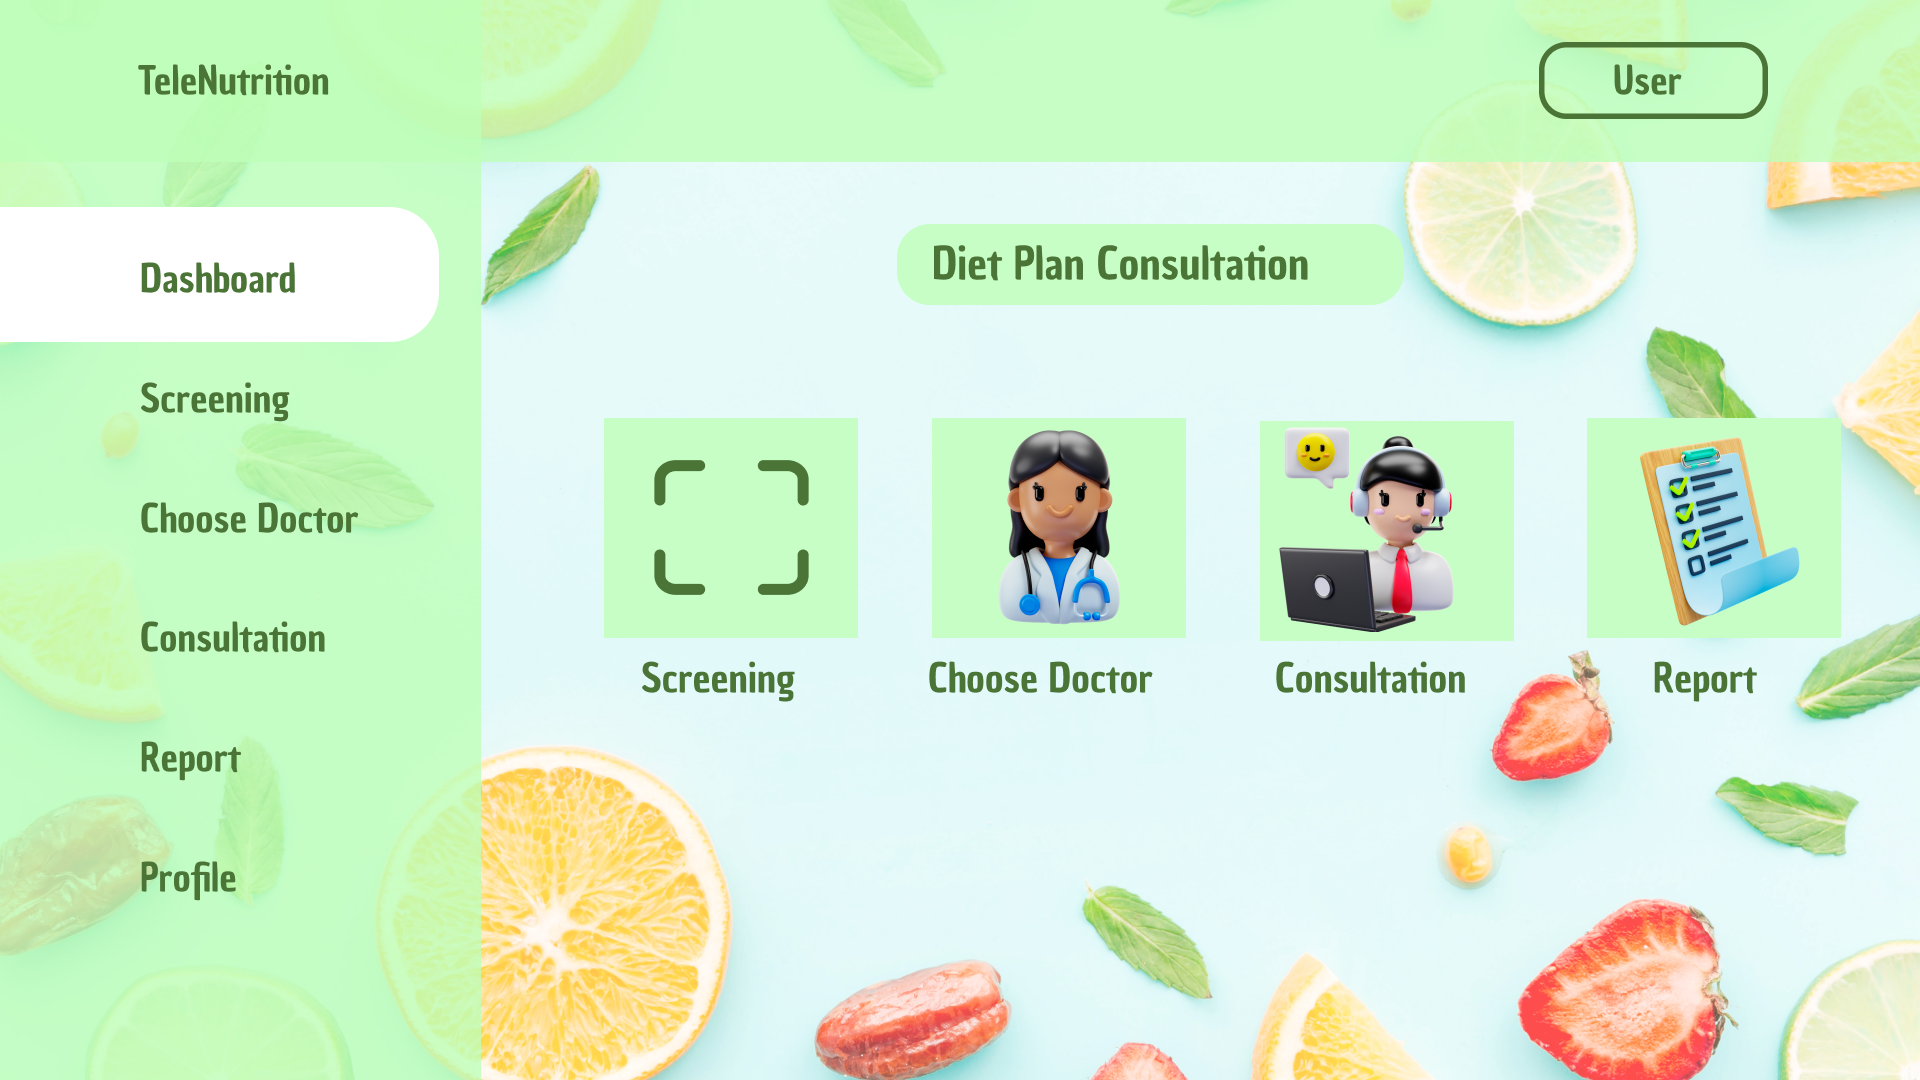 TeleNutrition
User
Dashboard
Screening
Choose Doctor
Consultation
Report
Profile
Diet Plan Consultation
Screening
Choose Doctor
Consultation
Report